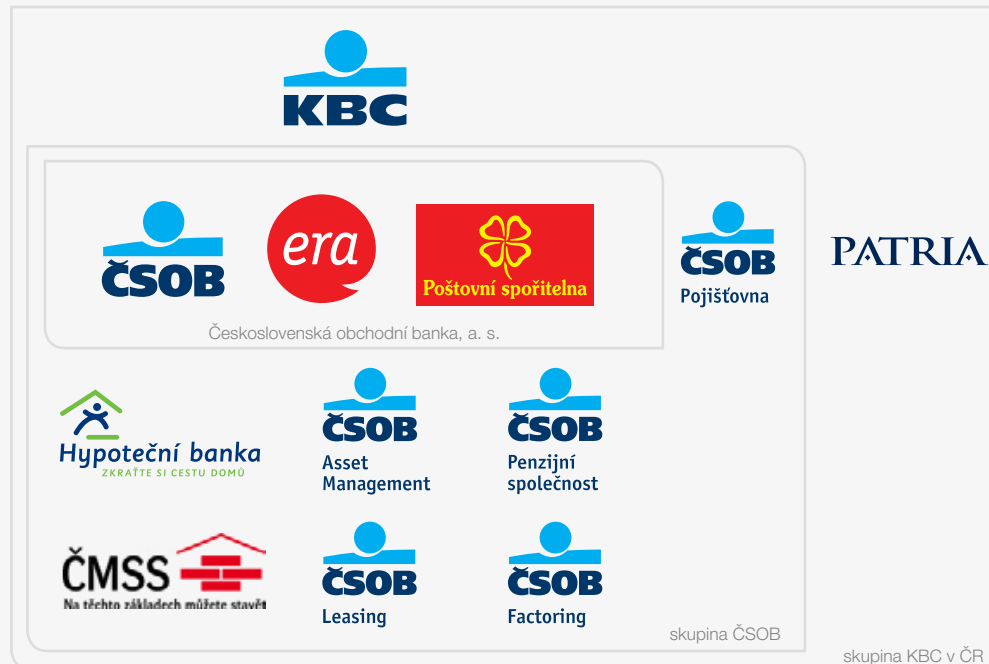 KBC
ČSOB
era
Poštovní spořitelna
Československá obchodní banka, a. s.
ČSOB
Pojišťovna
PATRIA
Hypoteční banka
ZKRAŤTE SI CESTU DOMŮ
ČSOB
Asset
Management
ČSOB
Penzijní
společnost
ČMSS
Na těchto základech můžete stavět
ČSOB
Leasing
ČSOB
Factoring
skupina ČSOB
skupina KBC v ČR